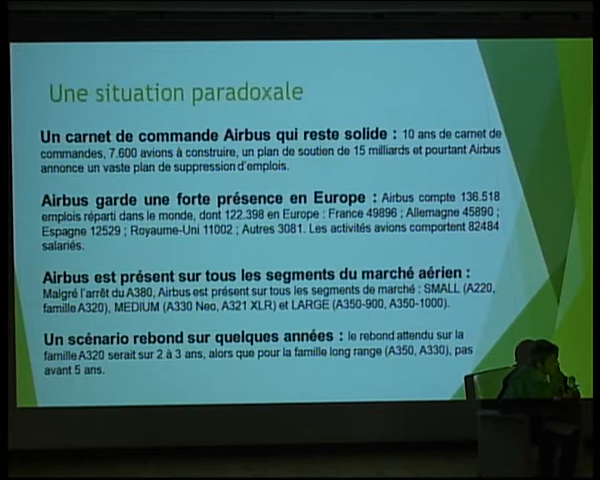 Une situation paradoxale
Un carnet de commande Airbus qui reste solide : 10 ans de carnet de
commandes, 7.600 avions à construire, un plan de soutien de 15 milliards et pourtant Airbus
annonce un vaste plan de suppression d'emplois.
Airbus garde une forte présence en Europe : Airbus compte 136.518
emplois réparti dans le monde, dont 122.398 en Europe : France 49896 ; Allemagne 45890 ;
Espagne 12529 ; Royaume-Uni 11002 ; Autres 3081. Les activités avions comportent 82484
salariés.
Airbus est présent sur tous les segments du marché aérien :
Malgré l'arrêt du A380, Airbus est présent sur tous les segments de marché : SMALL (A220,
famille A320), MEDIUM (A330 Neo, A321 XLR) et LARGE (A350-900, A350-1000).
Un scénario rebond sur quelques années : le rebond attendu sur la
famille A320 serait sur 2 à 3 ans, alors que pour la famille long range (A350, A330), pas
avant 5 ans.